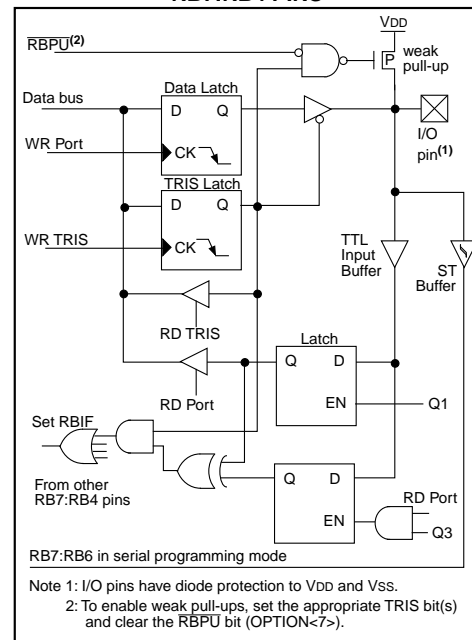 VDD
RBPU(2)
P
weak
pull-up
Data Latch
Data bus
D
Q
I/O
pin(1)
WR Port
CK
TRIS Latch
D
Q
TTL
Input
Buffer
WR TRIS
CK
ST
Buffer
RD TRIS
Latch
Q
D
RD Port
EN
Q1
Set RBIF
From other
RB7:RB4 pins
Q
D
RD Port
EN
Q3
RB7:RB6 in serial programming mode
Note 1: I/O pins have diode protection to VDD and VSS.
2: To enable weak pull-ups, set the appropriate TRIS bit(s)
and clear the RBPU bit (OPTION<7>).